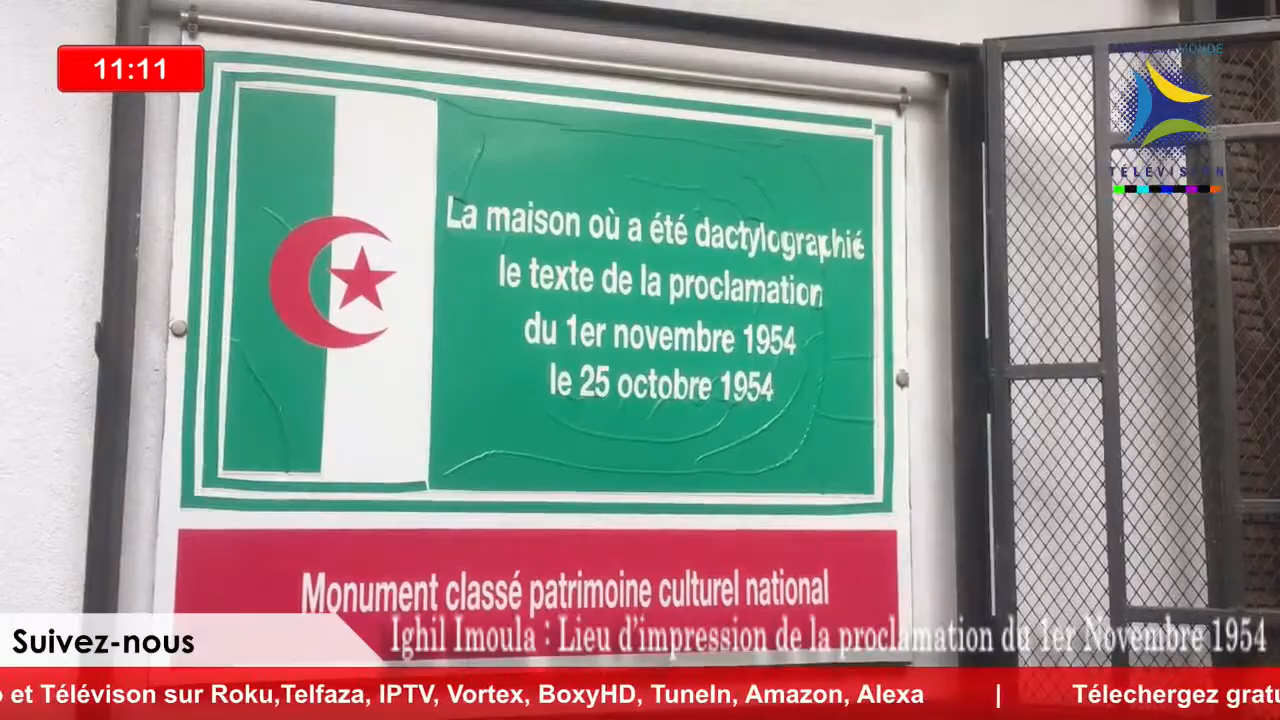 11:11
MONDE
TÉLÉVISION
La maison où a été dactylographié
le texte de la proclamation
du 1er novembre 1954
le 25 octobre 1954
Monument classé patrimoine culturel national
Suivez-nous
Ighil Imoula : Lieu d'impression de la proclamation du 1er Novembre 1954
et Télévison sur Roku,Telfaza, IPTV, Vortex, BoxyHD, TuneIn, Amazon, Alexa | Télechargez